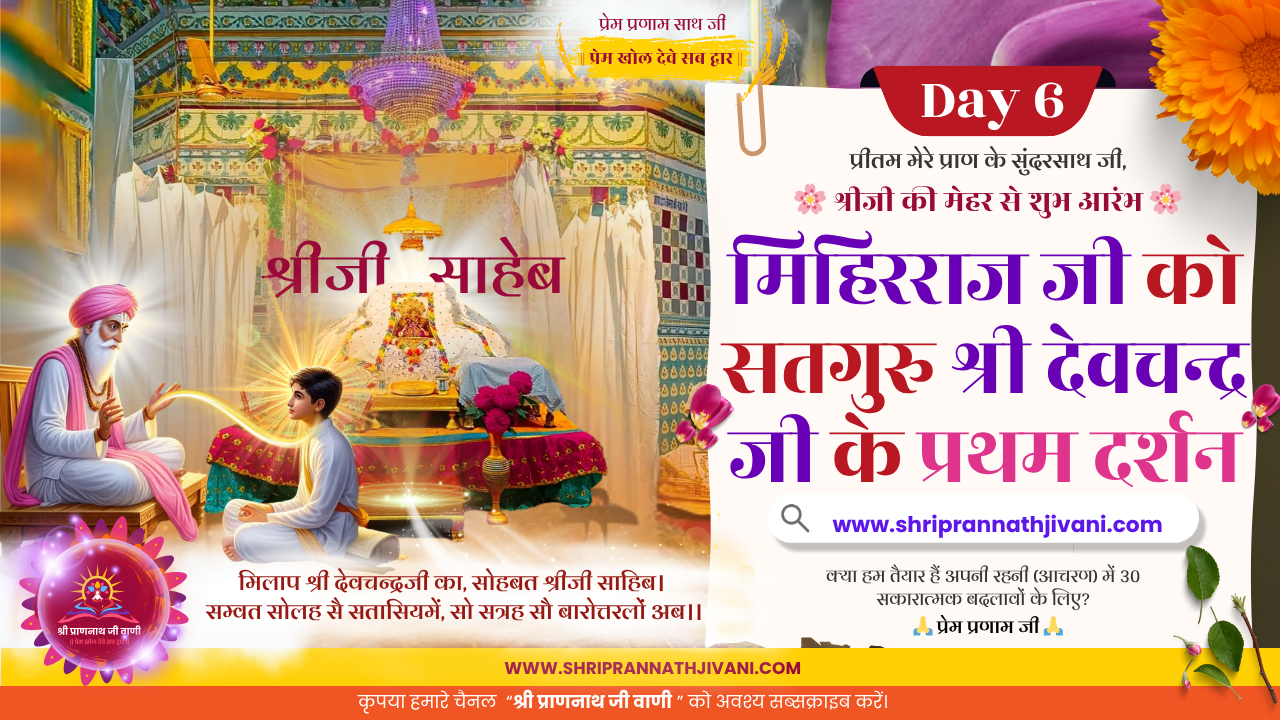 प्रेम प्रणाम साथ जी
॥ प्रेम खोल देवे सब द्वार ॥
Day 6
प्रीतम मेरे प्राण के सुंदरसाथ जी,
🌸 श्रीजी की मेहर से शुभ आरंभ 🌸
मिहिरराज जी को
सतगुरु श्री देवचन्द्र
जी के प्रथम दर्शन
www.shriprannathjivani.com
क्या हम तैयार हैं अपनी रहनी (आचरण) में 30
सकारात्मक बदलावों के लिए?
🙏 प्रेम प्रणाम जी 🙏
श्रीजी साहेब
मिलाप श्री देवचन्द्रजी का, सोहबत श्रीजी साहिब।
सम्वत सोलह सै सतासियमें, सो सत्रह सौ बारोत्तरलों अब।।
श्री प्राणनाथ जी वाणी
|| प्रेम खोल देवे सब द्वार ||
WWW.SHRIPRANNATHJIVANI.COM
कृपया हमारे चैनल “श्री प्राणनाथ जी वाणी ” को अवश्य सब्सक्राइब करें।